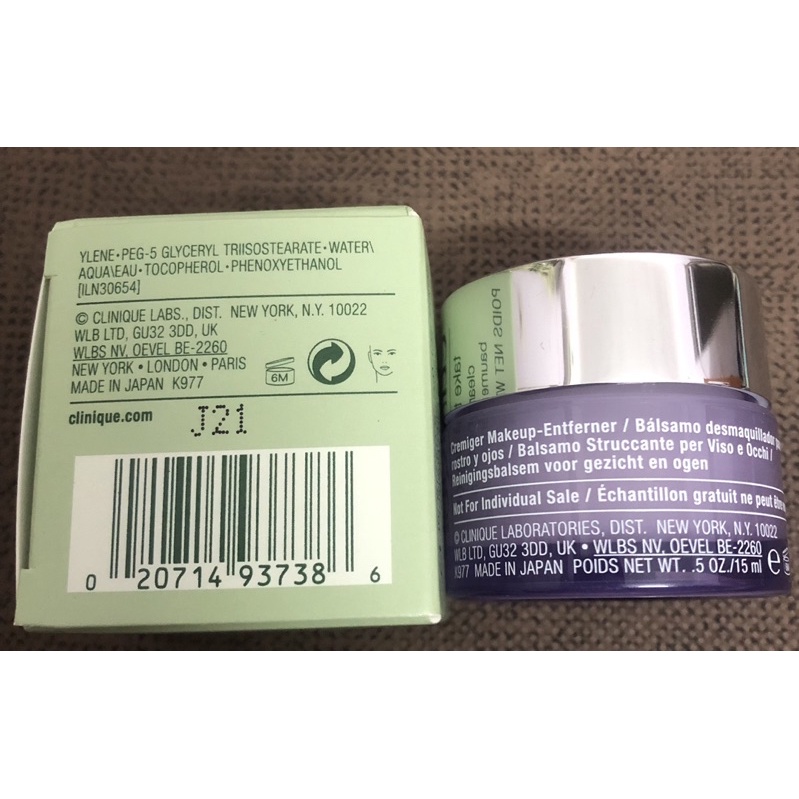 YLENE•PEG-5 GLYCERYL TRIISOSTEARATE•WATER\
AQUA\EAU•TOCOPHEROL•PHENOXYETHANOL
[ILN30654]
© CLINIQUE LABS., DIST. NEW YORK, N.Y. 10022
WLB LTD, GU32 3DD, UK
WLBS NV. OEVEL BE-2260
NEW YORK • LONDON • PARIS
MADE IN JAPAN K977
6M
clinique.com
J21
0 20714 93738 6
Cremiger Makeup-Entferner / Bálsamo desmaquillador
rostro y ojos / Balsamo Struccante per Viso e Occhi /
Reinigingsbalsem voor gezicht en ogen
Not For Individual Sale / Échantillon gratuit ne peut
© CLINIQUE LABORATORIES, DIST. NEW YORK, N.Y. 10022
WLB LTD, GU32 3DD, UK • WLBS NV. OEVEL BE-2260
K977 MADE IN JAPAN POIDS NET WT. .5 OZ./15 ml ℮